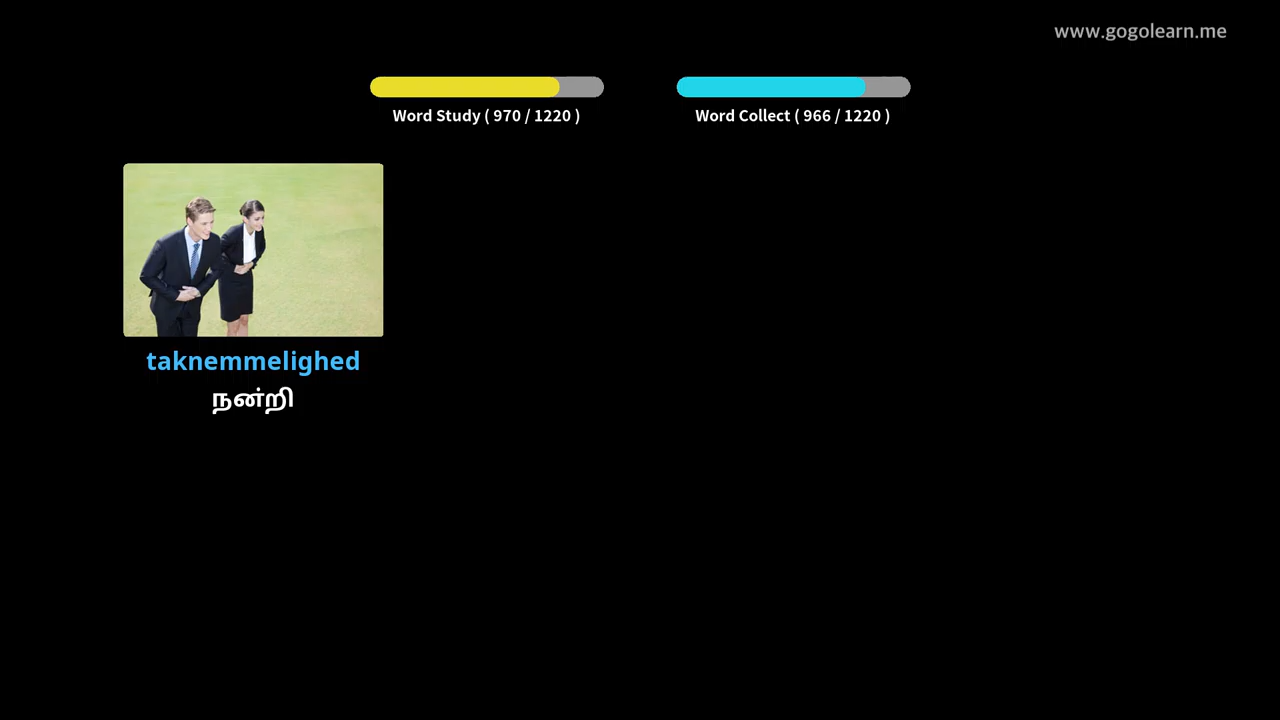 www.gogolearn.me
Word Study ( 970 / 1220 )
Word Collect ( 966 / 1220 )
taknemmelighed
நன்றி